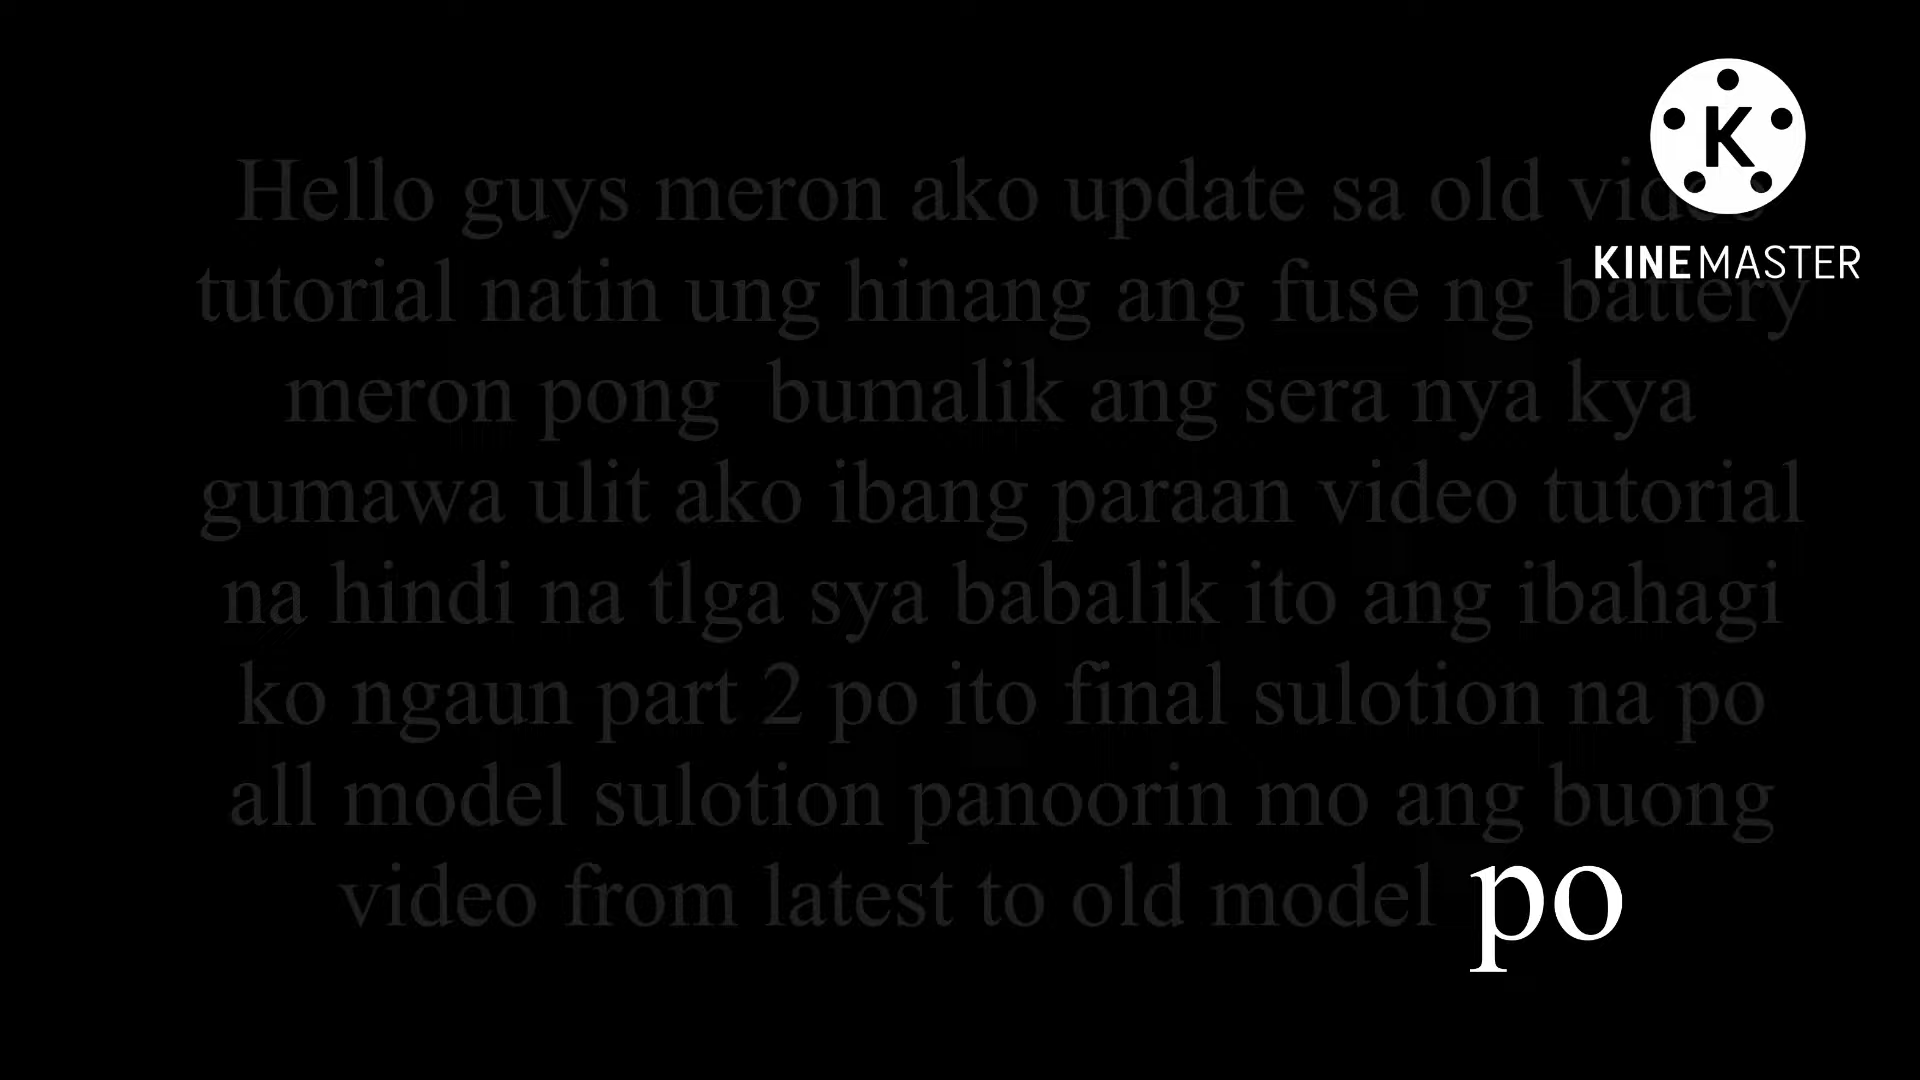 Hello guys meron ako update sa old video
tutorial natin ung hinang ang fuse ng battery
meron pong  bumalik ang sera nya kya
gumawa ulit ako ibang paraan video tutorial
na hindi na tlga sya babalik ito ang ibahagi
ko ngaun part 2 po ito final sulotion na po
all model sulotion panoorin mo ang buong
video from latest to old model po
K
KINEMASTER